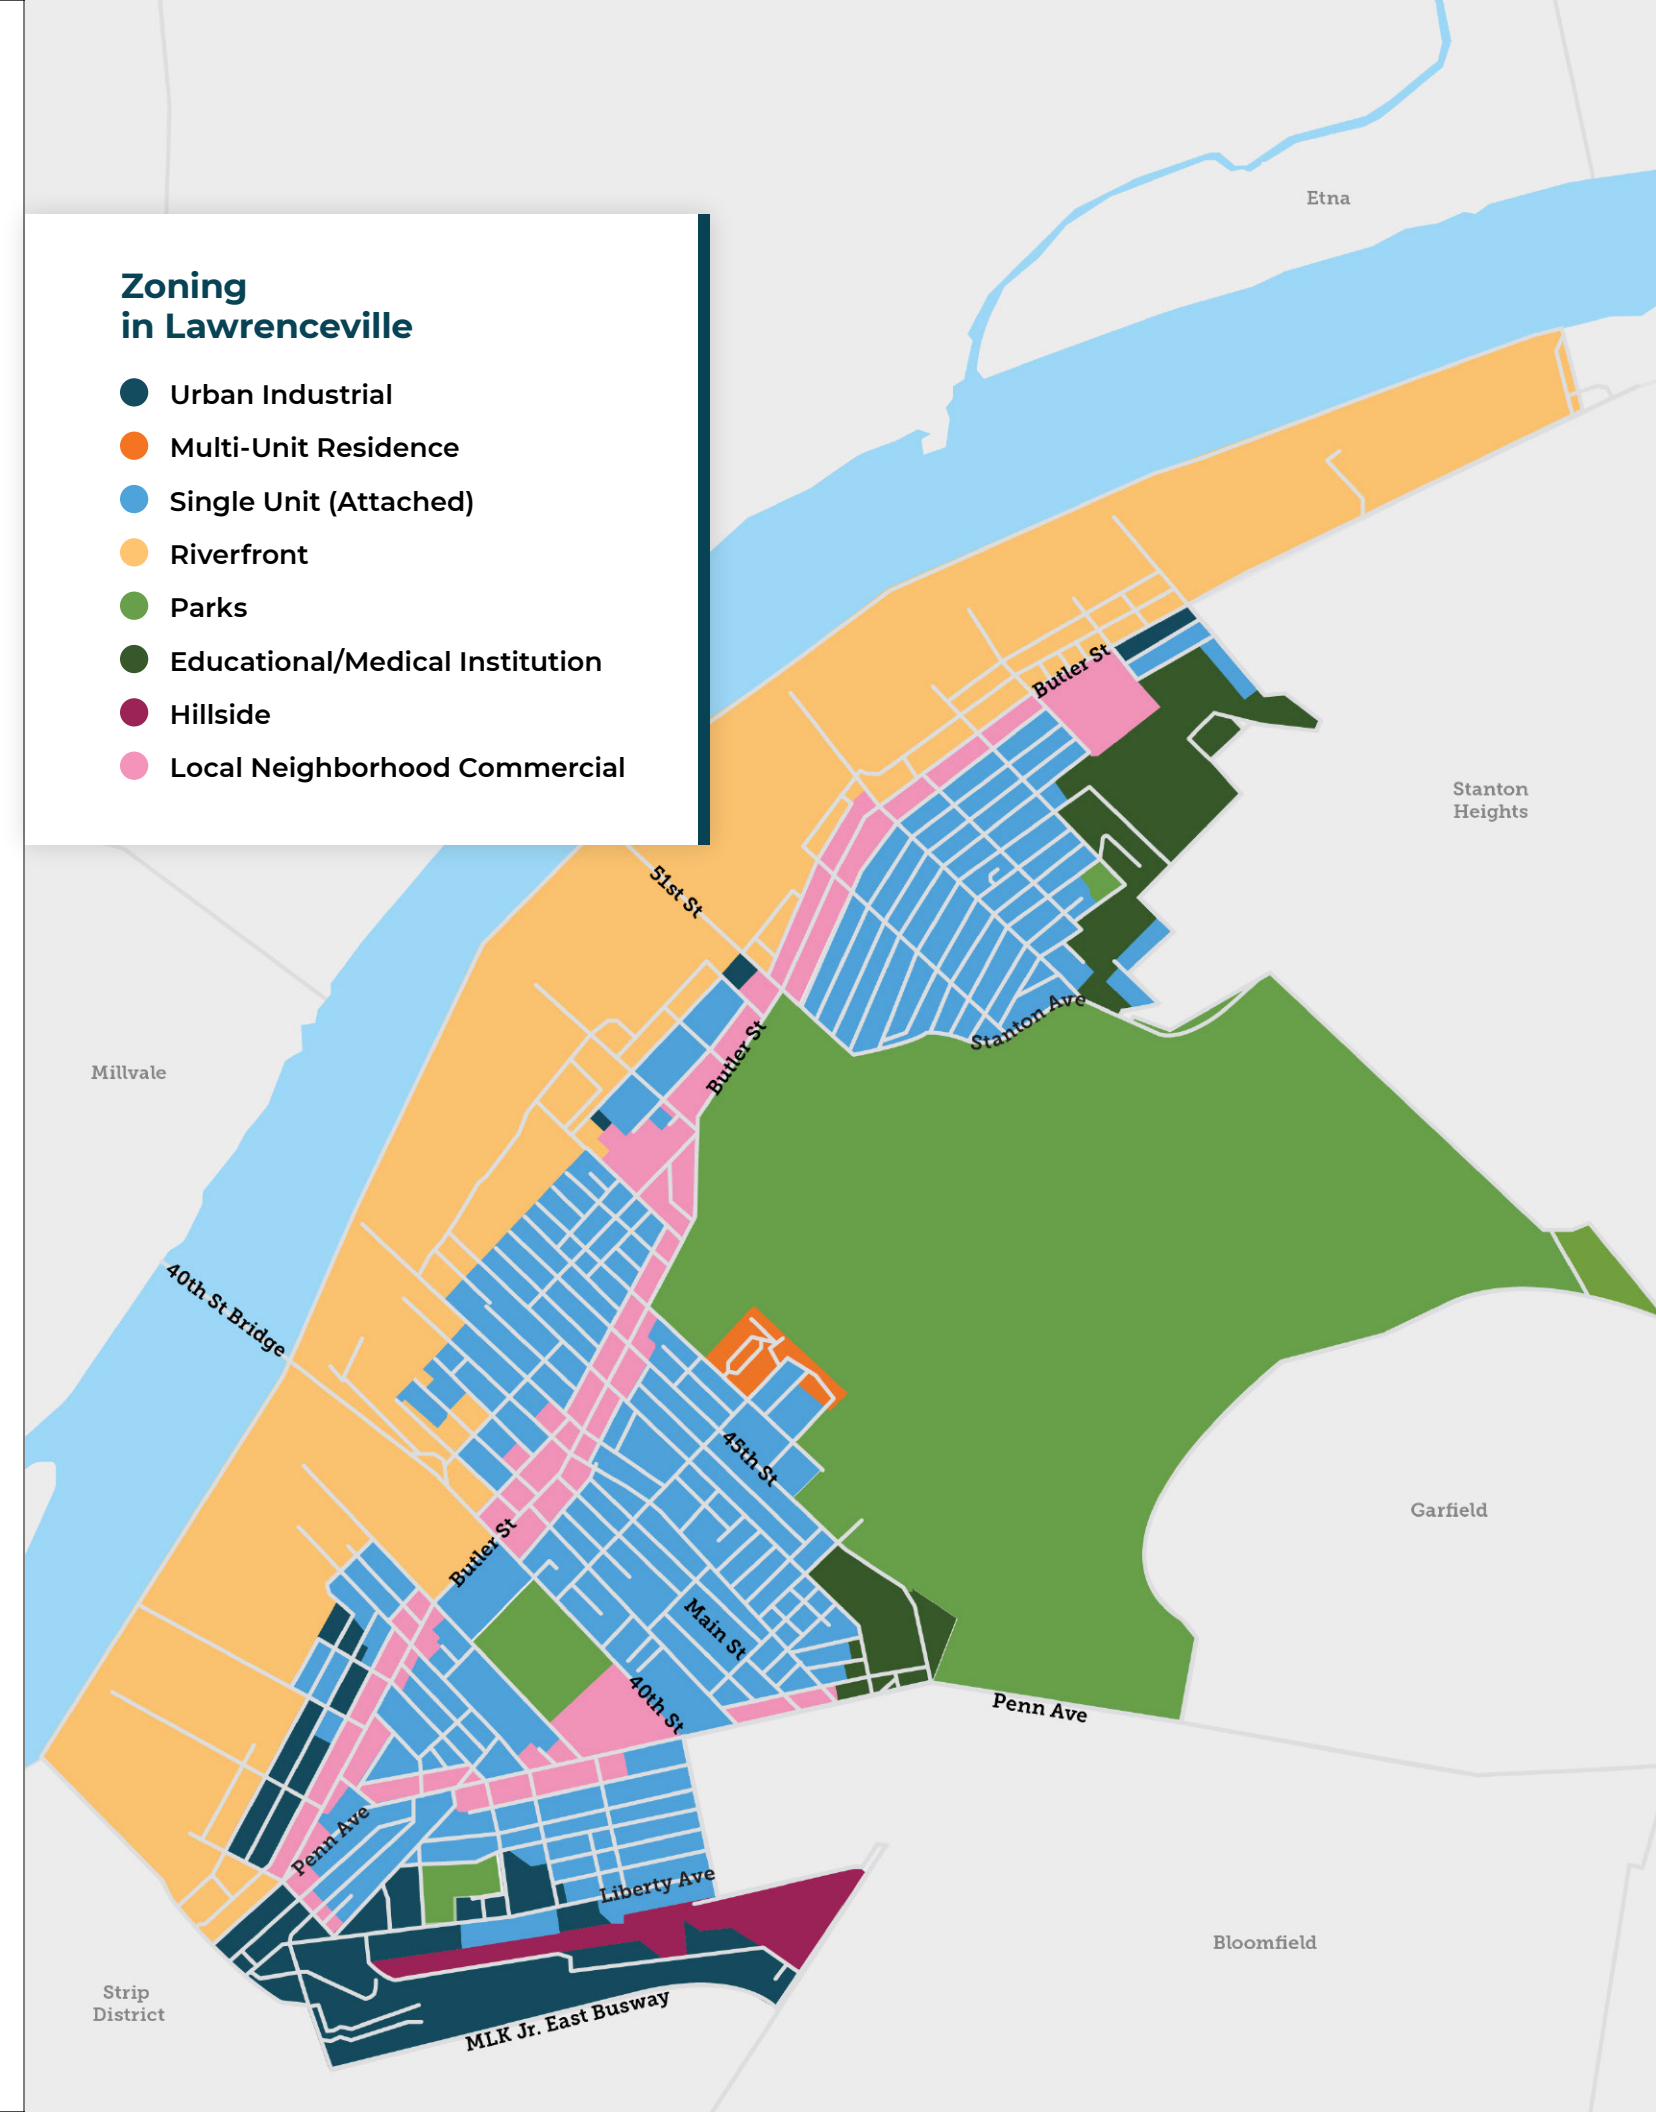 Etna
Zoning
in Lawrenceville
Urban Industrial
Multi-Unit Residence
Single Unit (Attached)
Riverfront
Parks
Educational/Medical Institution
Hillside
Local Neighborhood Commercial
Butler St
Stanton
Heights
51st St
Stanton Ave
Butler St
Millvale
40th St Bridge
45th St
Garfield
Butler St
Main St
40th St
Penn Ave
Penn Ave
Liberty Ave
Bloomfield
Strip
District
MLK Jr. East Busway